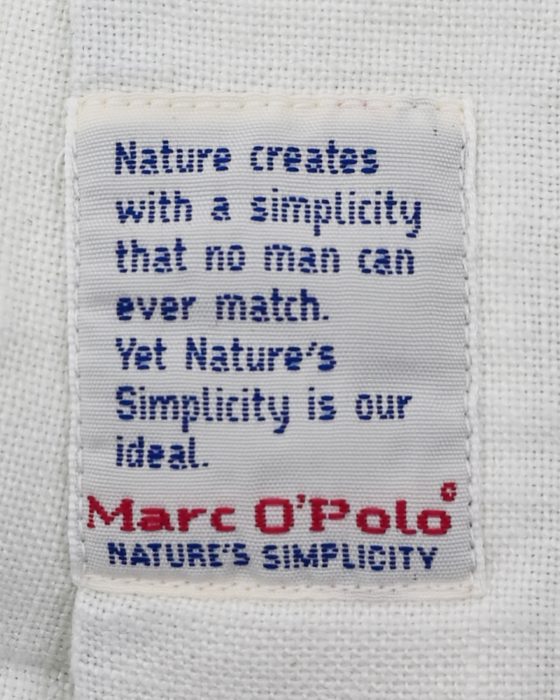 Nature creates
with a simplicity
that no man can
ever match.
Yet Nature's
Simplicity is our
ideal.
Marc O'Polo©
NATURE'S SIMPLICITY